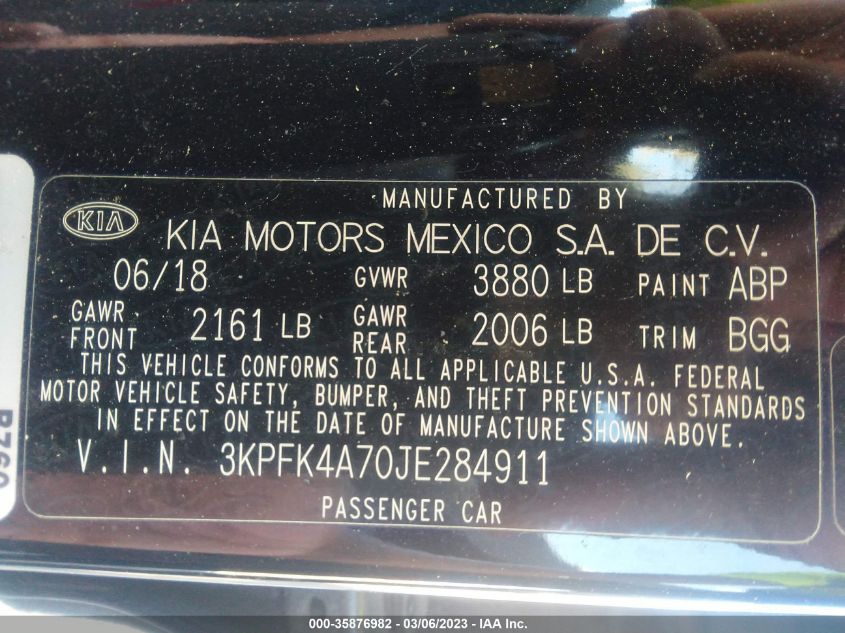 MANUFACTURED BY
KIA KIA MOTORS MEXICO S.A. DE C.V.
06/18 GVWR 3880 LB PAINT ABP
GAWR FRONT 2161 LB GAWR REAR 2006 LB TRIM BGG
THIS VEHICLE CONFORMS TO ALL APPLICABLE U.S.A. FEDERAL
MOTOR VEHICLE SAFETY, BUMPER, AND THEFT PREVENTION STANDARDS
IN EFFECT ON THE DATE OF MANUFACTURE SHOWN ABOVE.
V.I.N. 3KPFK4A70JE284911
PASSENGER CAR
000-35876982 - 03/06/2023 - IAA Inc.